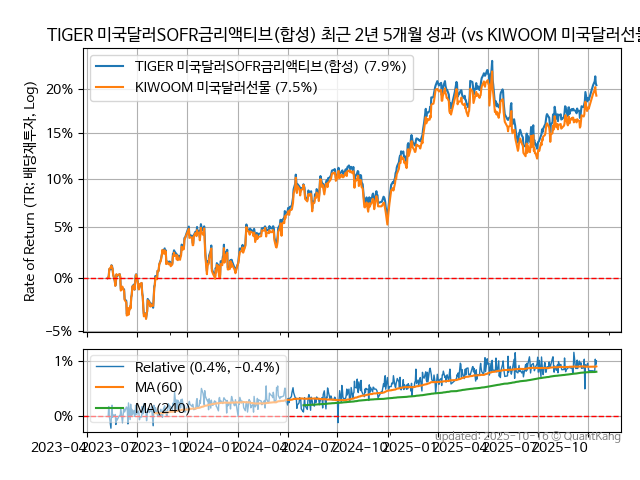 TIGER 미국달러SOFR금리액티브(합성) 최근 2년 5개월 성과 (vs KIWOOM 미국달러선물
TIGER 미국달러SOFR금리액티브(합성) (7.9%)
KIWOOM 미국달러선물 (7.5%)
Rate of Return (TR: 배당재투자, Log)
20%
15%
10%
5%
0%
−5%
Relative (0.4%, −0.4%)
MA(60)
MA(240)
1%
0%
2023-04
2023-07
2023-10
2024-01
2024-04
2024-07
2024-10
2025-01
2025-04
2025-07
2025-10
Updated: 2025-10-16 © QuantKang